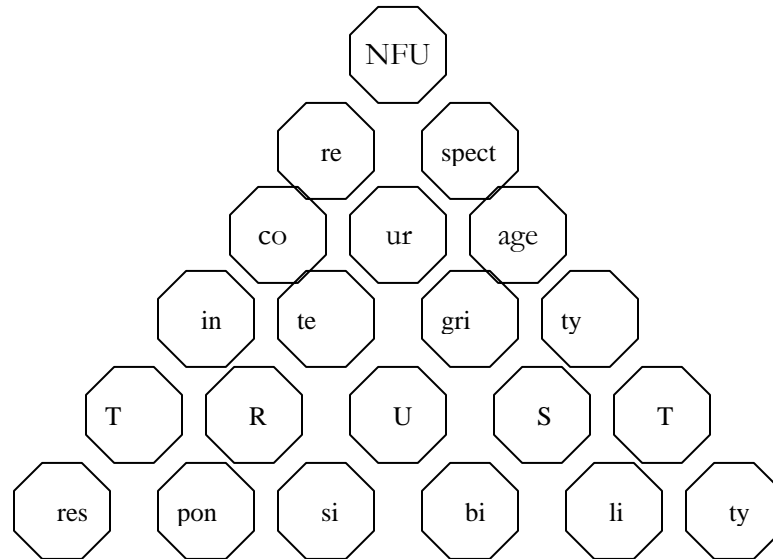 NFU
re spect
co ur age
in te gri ty
T R U S T
res pon si bi li ty